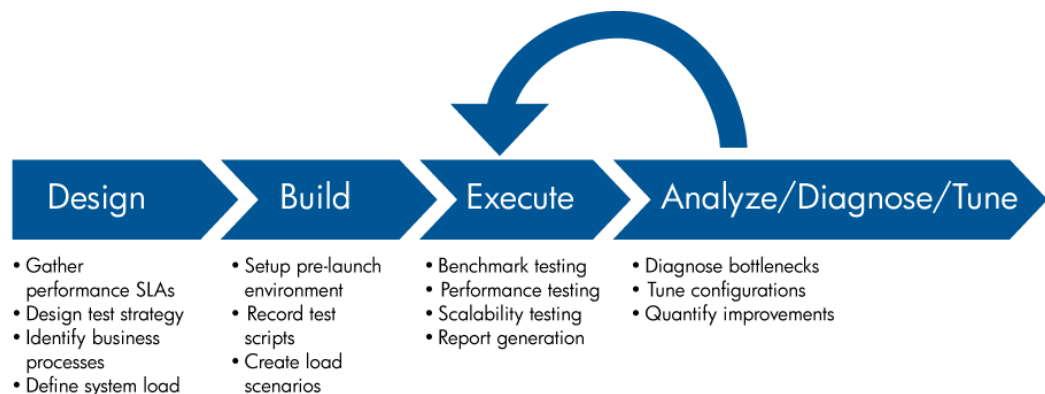 Design
Build
Execute
Analyze/Diagnose/Tune
• Gather
performance SLAs
• Design test strategy
• Identify business
processes
• Define system load
• Setup pre-launch
environment
• Record test
scripts
• Create load
scenarios
• Benchmark testing
• Performance testing
• Scalability testing
• Report generation
• Diagnose bottlenecks
• Tune configurations
• Quantify improvements